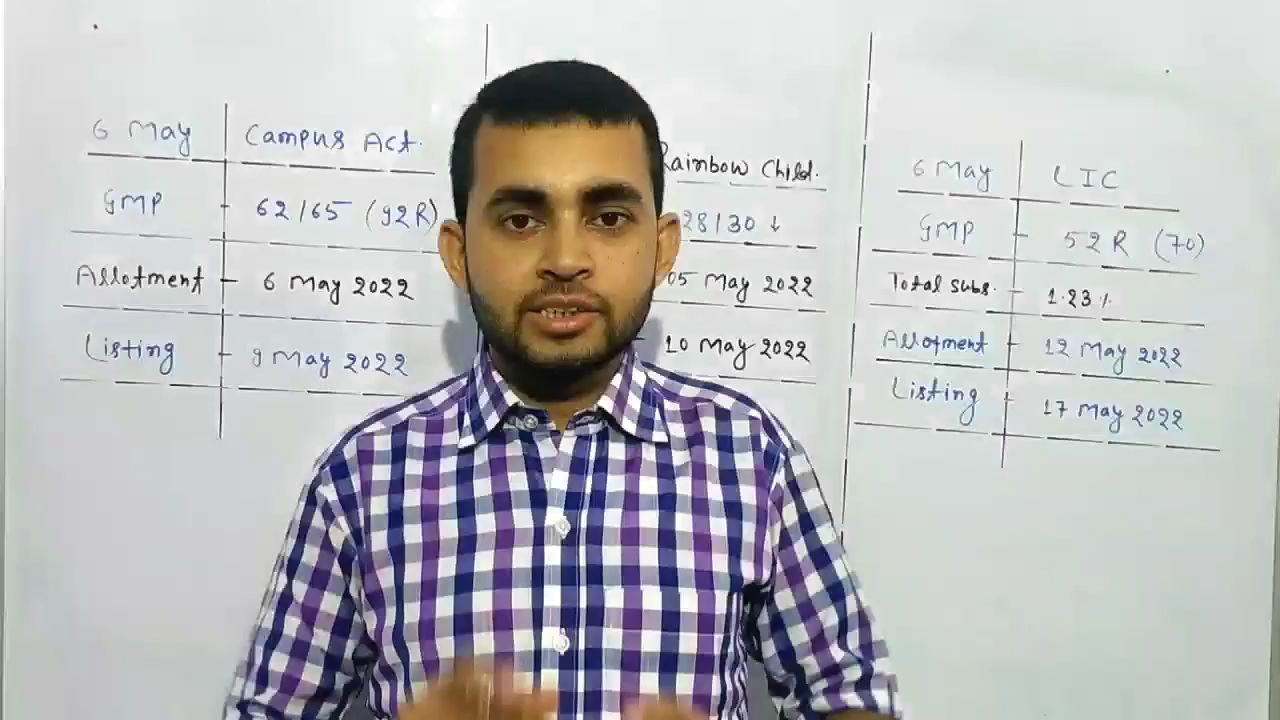 6 May Campus Act.
GMP - 62/65 (92R)
Allotment - 6 May 2022
Listing - 9 May 2022
Rainbow Child.
28/30 ↓
05 May 2022
- 10 May 2022
6 May LIC
GMP - 52 R (70)
Total Subs. - 1.23%
Allotment - 12 May 2022
Listing - 17 May 2022